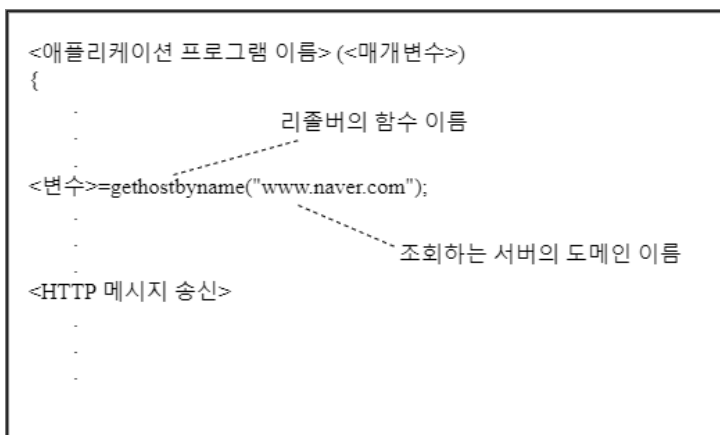 <애플리케이션 프로그램 이름> (<매개변수>)
{
.
.
리졸버의 함수 이름
.
<변수>=gethostbyname("www.naver.com");
.
.
조회하는 서버의 도메인 이름
.
<HTTP 메시지 송신>
.
.
.